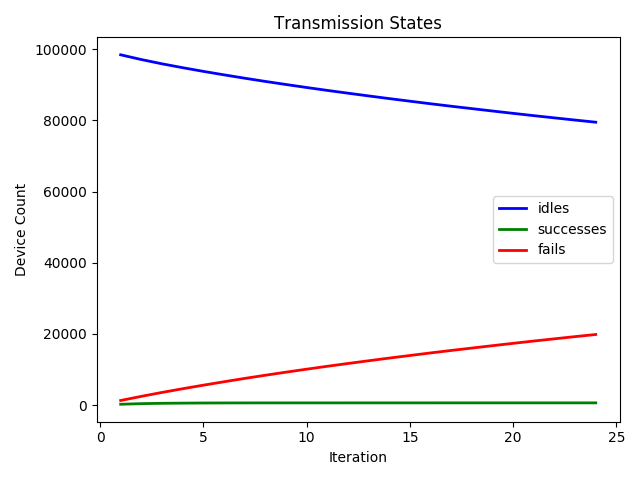 Transmission States
Device Count
100000
80000
60000
40000
20000
0
idles
successes
fails
0 5 10 15 20 25
Iteration